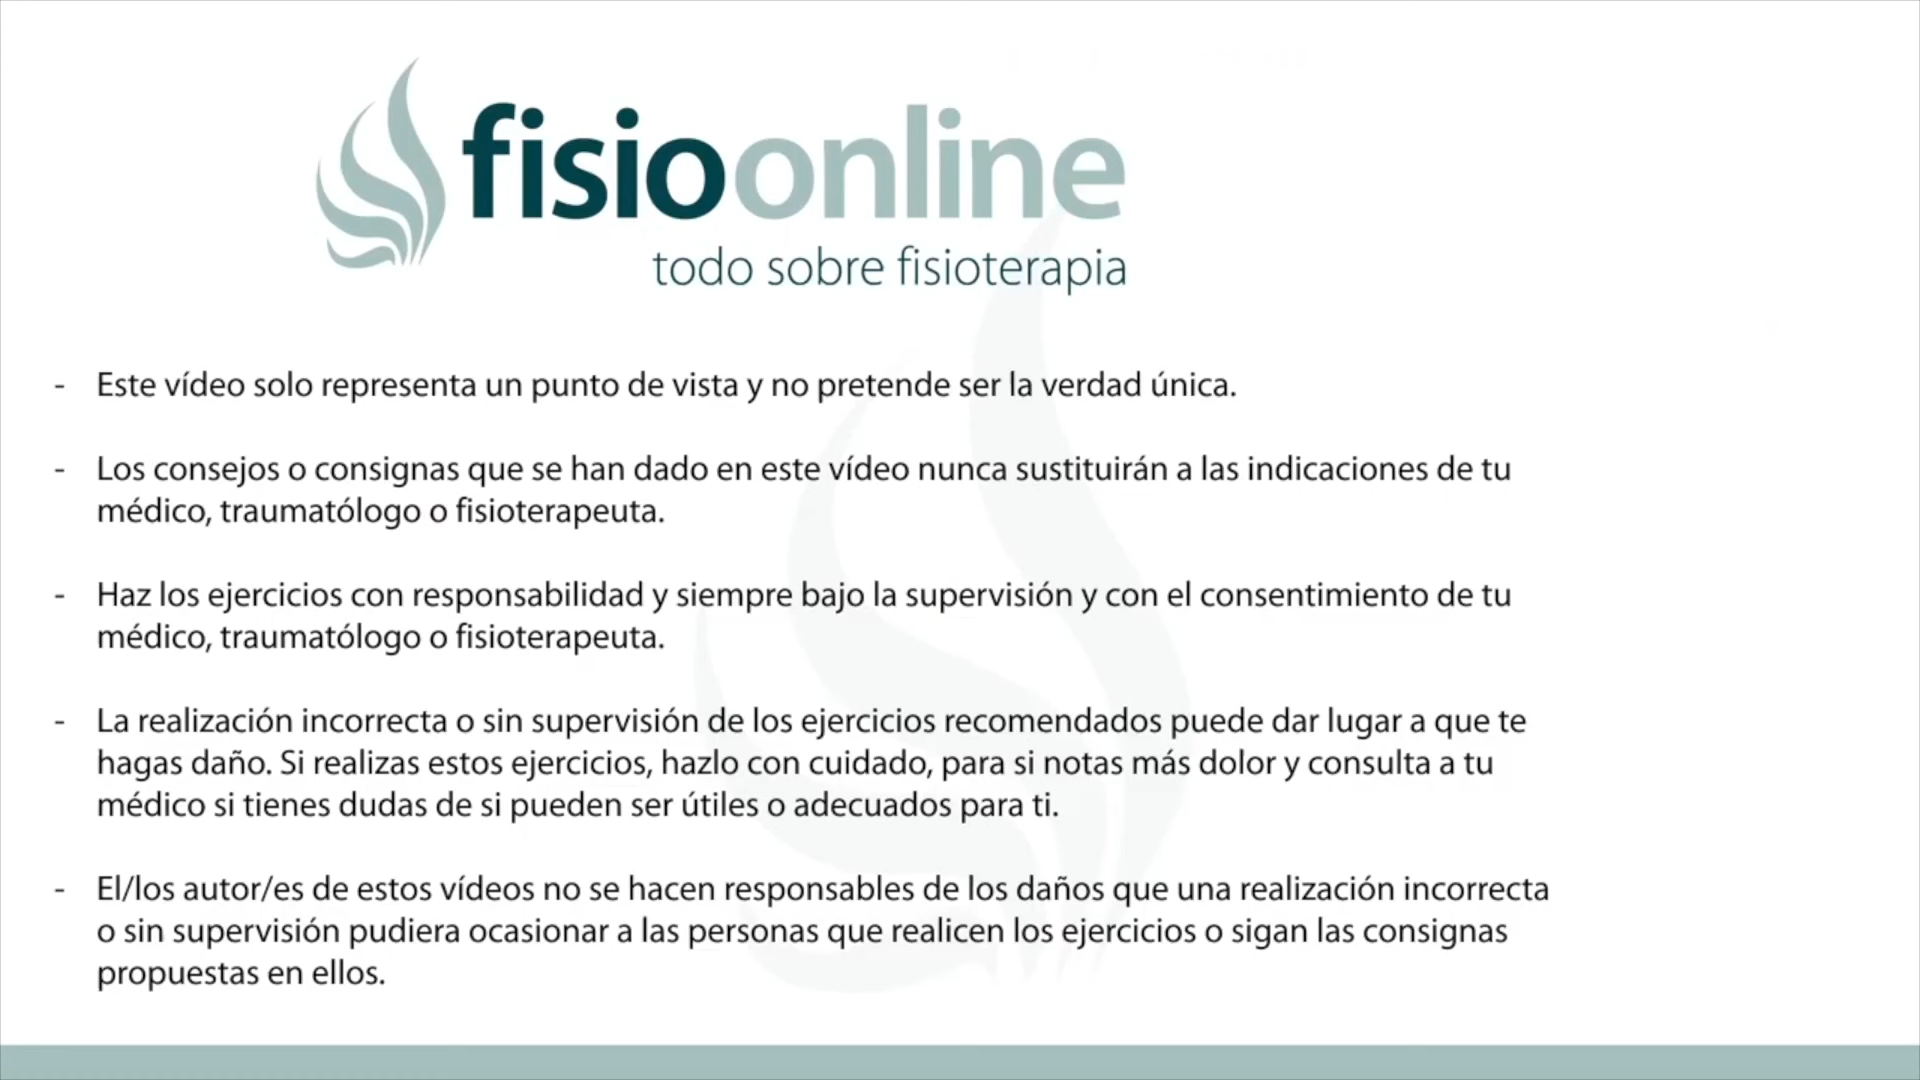 fisioonline
todo sobre fisioterapia
- Este vídeo solo representa un punto de vista y no pretende ser la verdad única.
- Los consejos o consignas que se han dado en este vídeo nunca sustituirán a las indicaciones de tu
médico, traumatólogo o fisioterapeuta.
- Haz los ejercicios con responsabilidad y siempre bajo la supervisión y con el consentimiento de tu
médico, traumatólogo o fisioterapeuta.
- La realización incorrecta o sin supervisión de los ejercicios recomendados puede dar lugar a que te
hagas daño. Si realizas estos ejercicios, hazlo con cuidado, para si notas más dolor y consulta a tu
médico si tienes dudas de si pueden ser útiles o adecuados para ti.
- El/los autor/es de estos vídeos no se hacen responsables de los daños que una realización incorrecta
o sin supervisión pudiera ocasionar a las personas que realicen los ejercicios o sigan las consignas
propuestas en ellos.